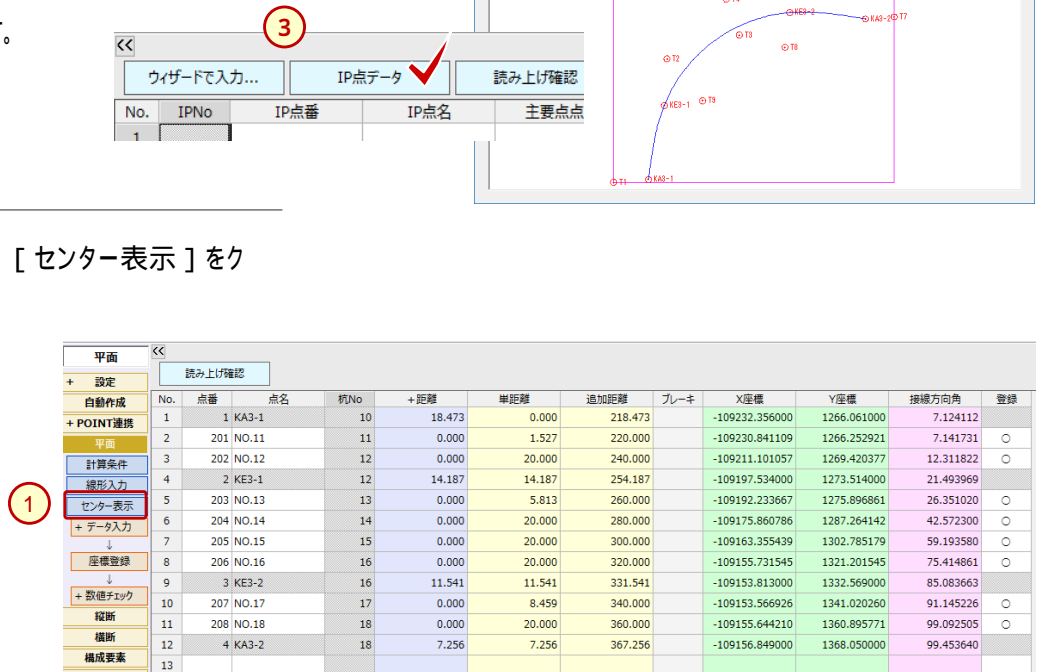 。
3
<<
ウィザードで入力... IP点データ 読み上げ確認
No. IPNo IP点番 IP点名 主要点点
1
KE3-2 KA3-2 T7
T3 T8
T2
KE3-1 T9
T1 KA3-1
[ センター表示 ] をク
1
平面
+ 設定
自動作成
+ POINT連携
平面
計算条件
線形入力
センター表示
+ データ入力
↓
座標登録
↓
+ 数値チェック
縦断
横断
構成要素
<<
読み上げ確認
No. 点番 点名 杭No +距離 単距離 追加距離 ブレーキ X座標 Y座標 接線方向角 登録
1 1 KA3-1 10 18.473 0.000 218.473 -109232.356000 1266.061000 7.124112
2 201 NO.11 11 0.000 1.527 220.000 -109230.841109 1266.252921 7.141731 ○
3 202 NO.12 12 0.000 20.000 240.000 -109211.101057 1269.420377 12.311822 ○
4 2 KE3-1 12 14.187 14.187 254.187 -109197.534000 1273.514000 21.493969
5 203 NO.13 13 0.000 5.813 260.000 -109192.233667 1275.896861 26.351020 ○
6 204 NO.14 14 0.000 20.000 280.000 -109175.860786 1287.264142 42.572300 ○
7 205 NO.15 15 0.000 20.000 300.000 -109163.355439 1302.785179 59.193580 ○
8 206 NO.16 16 0.000 20.000 320.000 -109155.731545 1321.201545 75.414861 ○
9 3 KE3-2 16 11.541 11.541 331.541 -109153.813000 1332.569000 85.083663
10 207 NO.17 17 0.000 8.459 340.000 -109153.566926 1341.020260 91.145226 ○
11 208 NO.18 18 0.000 20.000 360.000 -109155.644210 1360.895771 99.092505 ○
12 4 KA3-2 18 7.256 7.256 367.256 -109156.849000 1368.050000 99.453640
13